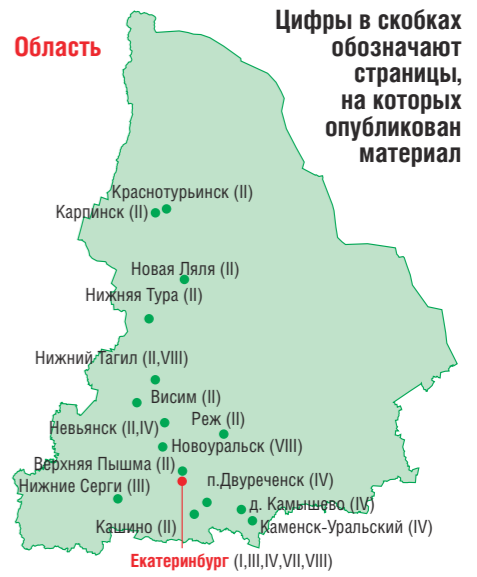 Цифры в скобках
обозначают
страницы,
на которых
опубликован
материал
Область
Краснотурьинск (II)
Карпинск (II)
Новая Ляля (II)
Нижняя Тура (II)
Нижний Тагил (II,VIII)
Висим (II)
Реж (II)
Невьянск (II,IV)
Новоуральск (VIII)
Верхняя Пышма (II)
п.Двуреченск (IV)
Нижние Серги (III)
д. Камышево (IV)
Кашино (II)
Каменск-Уральский (IV)
Екатеринбург (I,III,IV,VII,VIII)